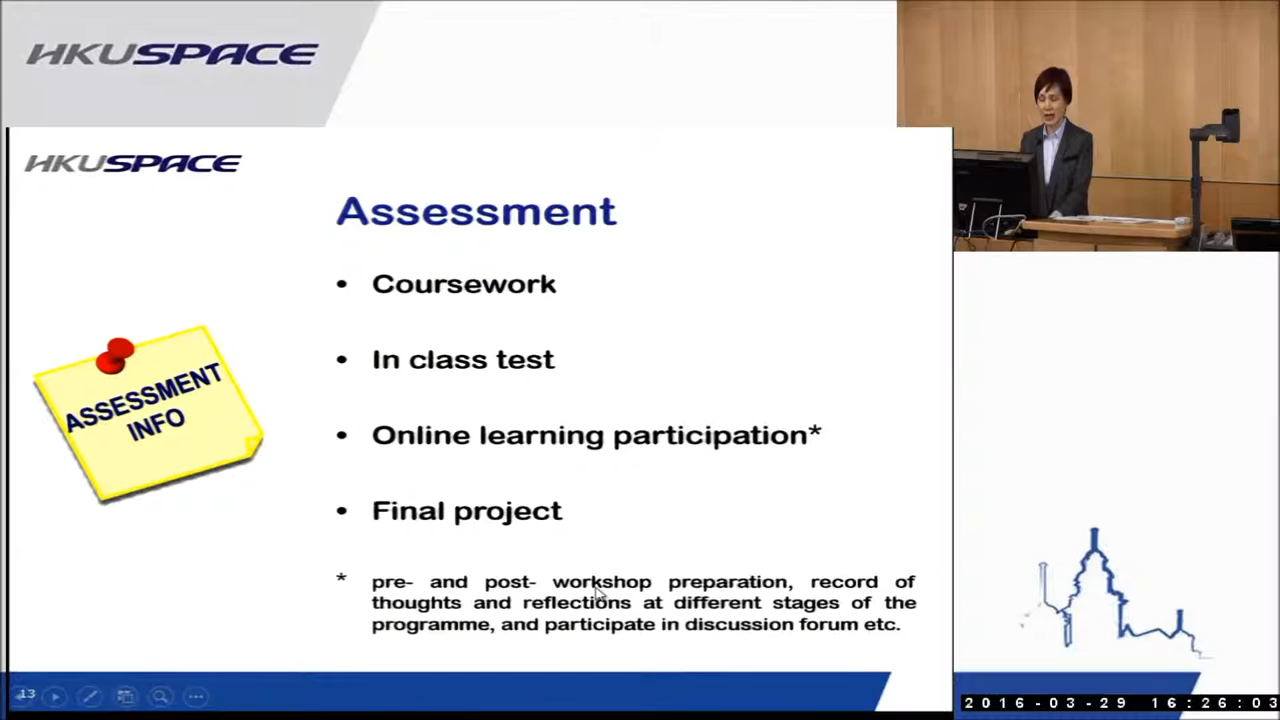 HKUSPACE
HKUSPACE
Assessment
• Coursework
• In class test
• Online learning participation*
• Final project
* pre- and post- workshop preparation, record of
thoughts and reflections at different stages of the
programme, and participate in discussion forum etc.
ASSESSMENT
INFO
13
2016-03-29 16:26:03